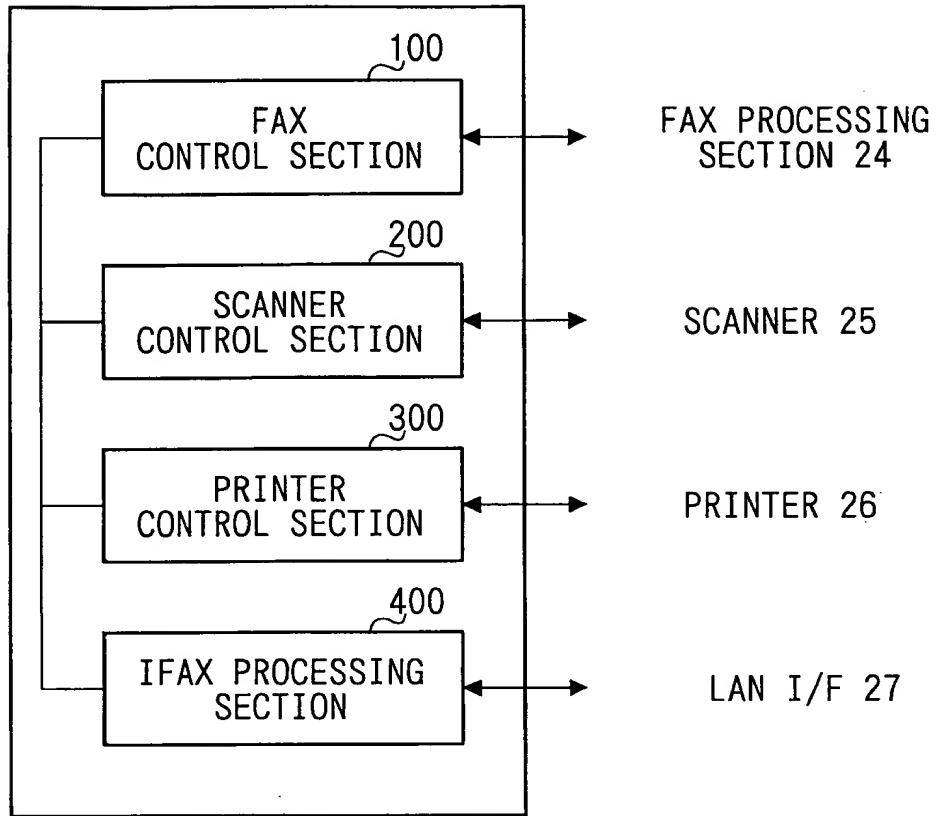 100
FAX
CONTROL SECTION
FAX PROCESSING
SECTION 24
200
SCANNER
CONTROL SECTION
SCANNER 25
300
PRINTER
CONTROL SECTION
PRINTER 26
400
IFAX PROCESSING
SECTION
LAN I/F 27